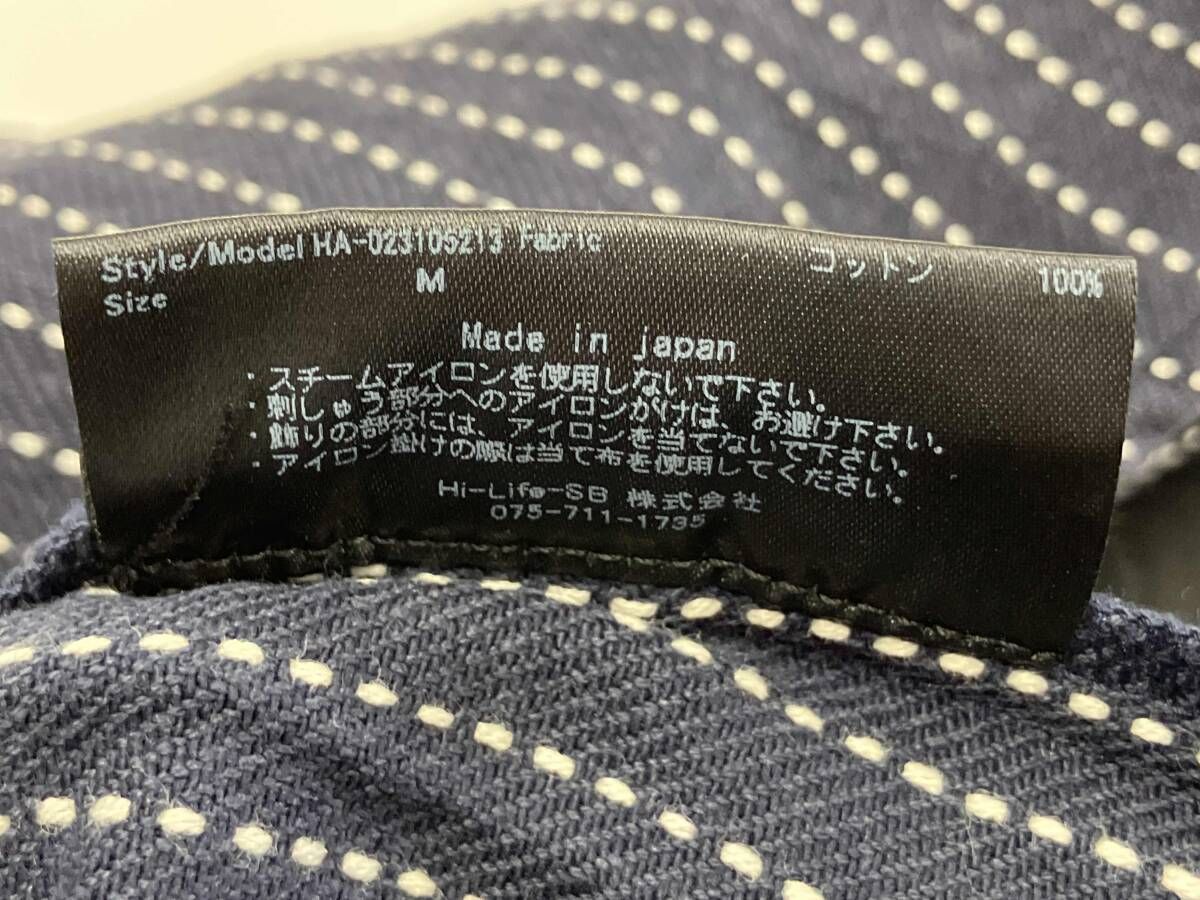 Style/Model HA-023105213 Fabric コットン 100%
Size M
Made in japan
・スチームアイロンを使用しないで下さい。
・刺しゅう部分へのアイロンがけは、お避け下さい。
・飾りの部分には、アイロンを当てないで下さい。
・アイロン掛けの際は当て布を使用してください。
Hi-Life-SB 株式会社
075-711-1735